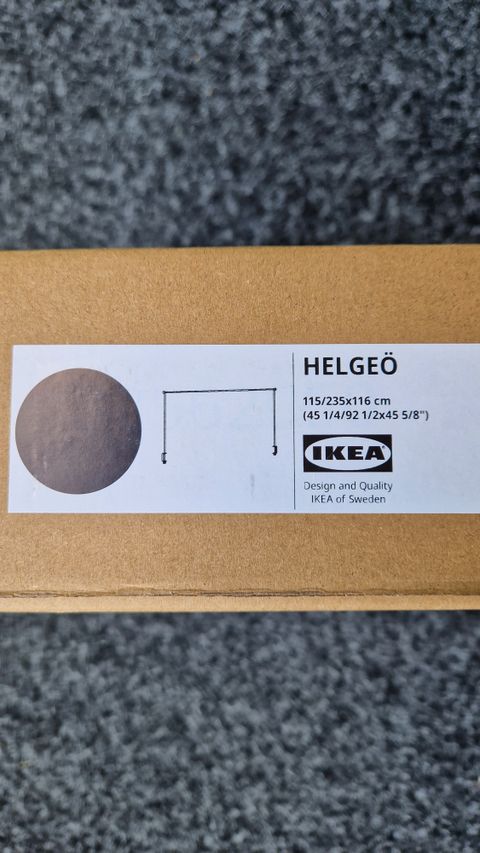 HELGEÖ
115/235x116 cm
(45 1/4/92 1/2x45 5/8")
IKEA
Design and Quality
IKEA of Sweden